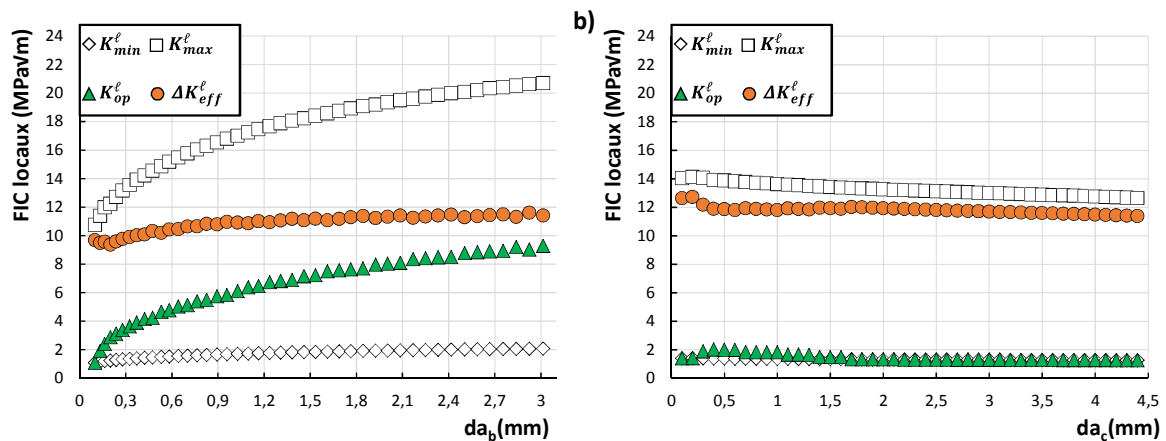 b)
FIC locaux (MPa√m)
24
22
20
18
16
14
12
10
8
6
4
2
0
K^ℓ_min K^ℓ_max
K^ℓ_op ΔK^ℓ_eff
0 0,3 0,6 0,9 1,2 1,5 1,8 2,1 2,4 2,7 3
da_b(mm)
FIC locaux (MPa√m)
24
22
20
18
16
14
12
10
8
6
4
2
0
K^ℓ_min K^ℓ_max
K^ℓ_op ΔK^ℓ_eff
0 0,5 1 1,5 2 2,5 3 3,5 4 4,5
da_c(mm)